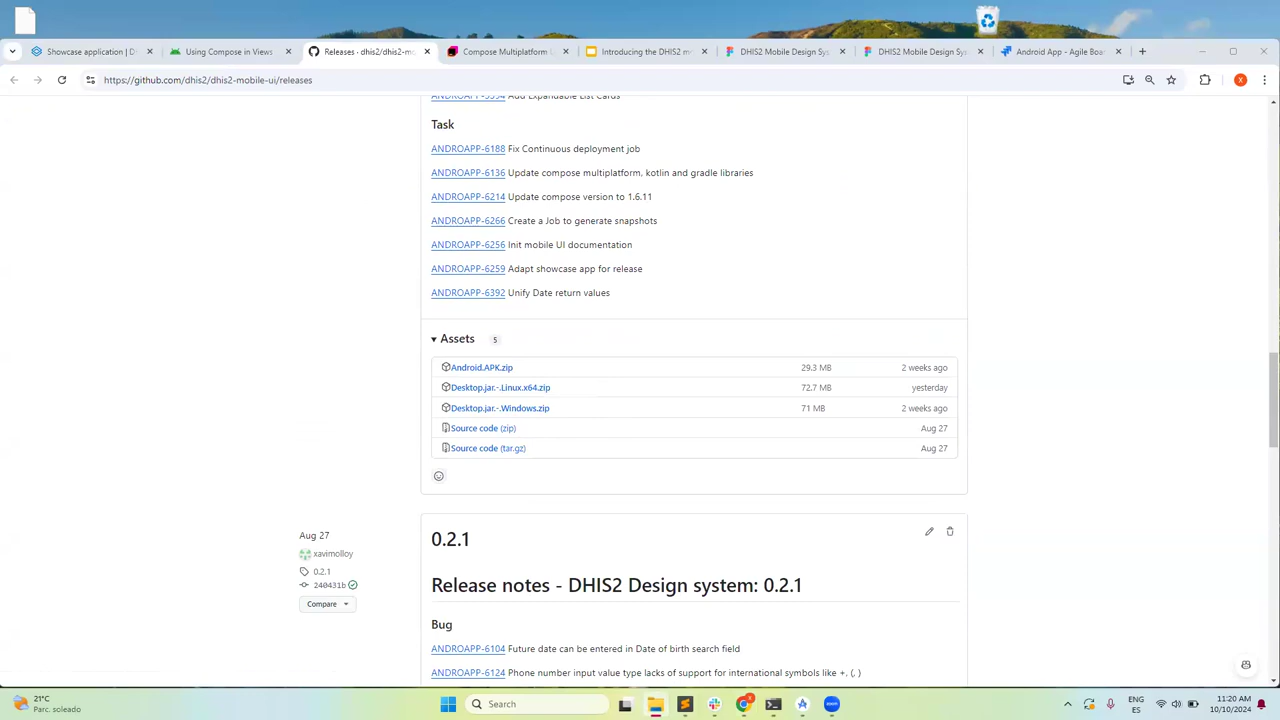 Showcase application | D
Using Compose in Views
Releases · dhis2/dhis2-mo
Compose Multiplatform
Introducing the DHIS2 m
DHIS2 Mobile Design Sys
DHIS2 Mobile Design Sys
Android App - Agile Boa
https://github.com/dhis2/dhis2-mobile-ui/releases
X
Add Expandable List Cards
Task
ANDROAPP-6188 Fix Continuous deployment job
ANDROAPP-6136 Update compose multiplatform, kotlin and gradle libraries
ANDROAPP-6214 Update compose version to 1.6.11
ANDROAPP-6266 Create a Job to generate snapshots
ANDROAPP-6256 Init mobile UI documentation
ANDROAPP-6259 Adapt showcase app for release
ANDROAPP-6392 Unify Date return values
Assets 5
Android.APK.zip 29.3 MB 2 weeks ago
Desktop.jar.-.Linux.x64.zip 72.7 MB yesterday
Desktop.jar.-.Windows.zip 71 MB 2 weeks ago
Source code (zip) Aug 27
Source code (tar.gz) Aug 27
Aug 27
xavimolloy
0.2.1
240431b
Compare
0.2.1
Release notes - DHIS2 Design system: 0.2.1
Bug
ANDROAPP-6104 Future date can be entered in Date of birth search field
ANDROAPP-6124 Phone number input value type lacks of support for international symbols like +, (, )
21°C
Parc. soleado
Search
zoom
ENG
ES
11:20 AM
10/10/2024